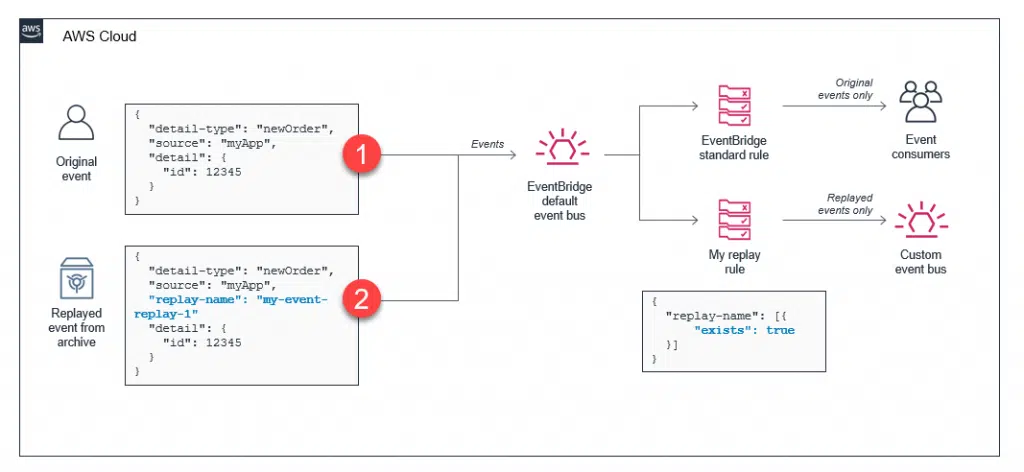 aws
AWS Cloud
Original
event
{
"detail-type": "newOrder",
"source": "myApp",
"detail": {
"id": 12345
}
}
1
Replayed
event from
archive
{
"detail-type": "newOrder",
"source": "myApp",
"replay-name": "my-event-
replay-1"
"detail": {
"id": 12345
}
}
2
Events
EventBridge
default
event bus
EventBridge
standard rule
Original
events only
Event
consumers
My replay
rule
Replayed
events only
Custom
event bus
{
"replay-name": [{
"exists": true
}]
}